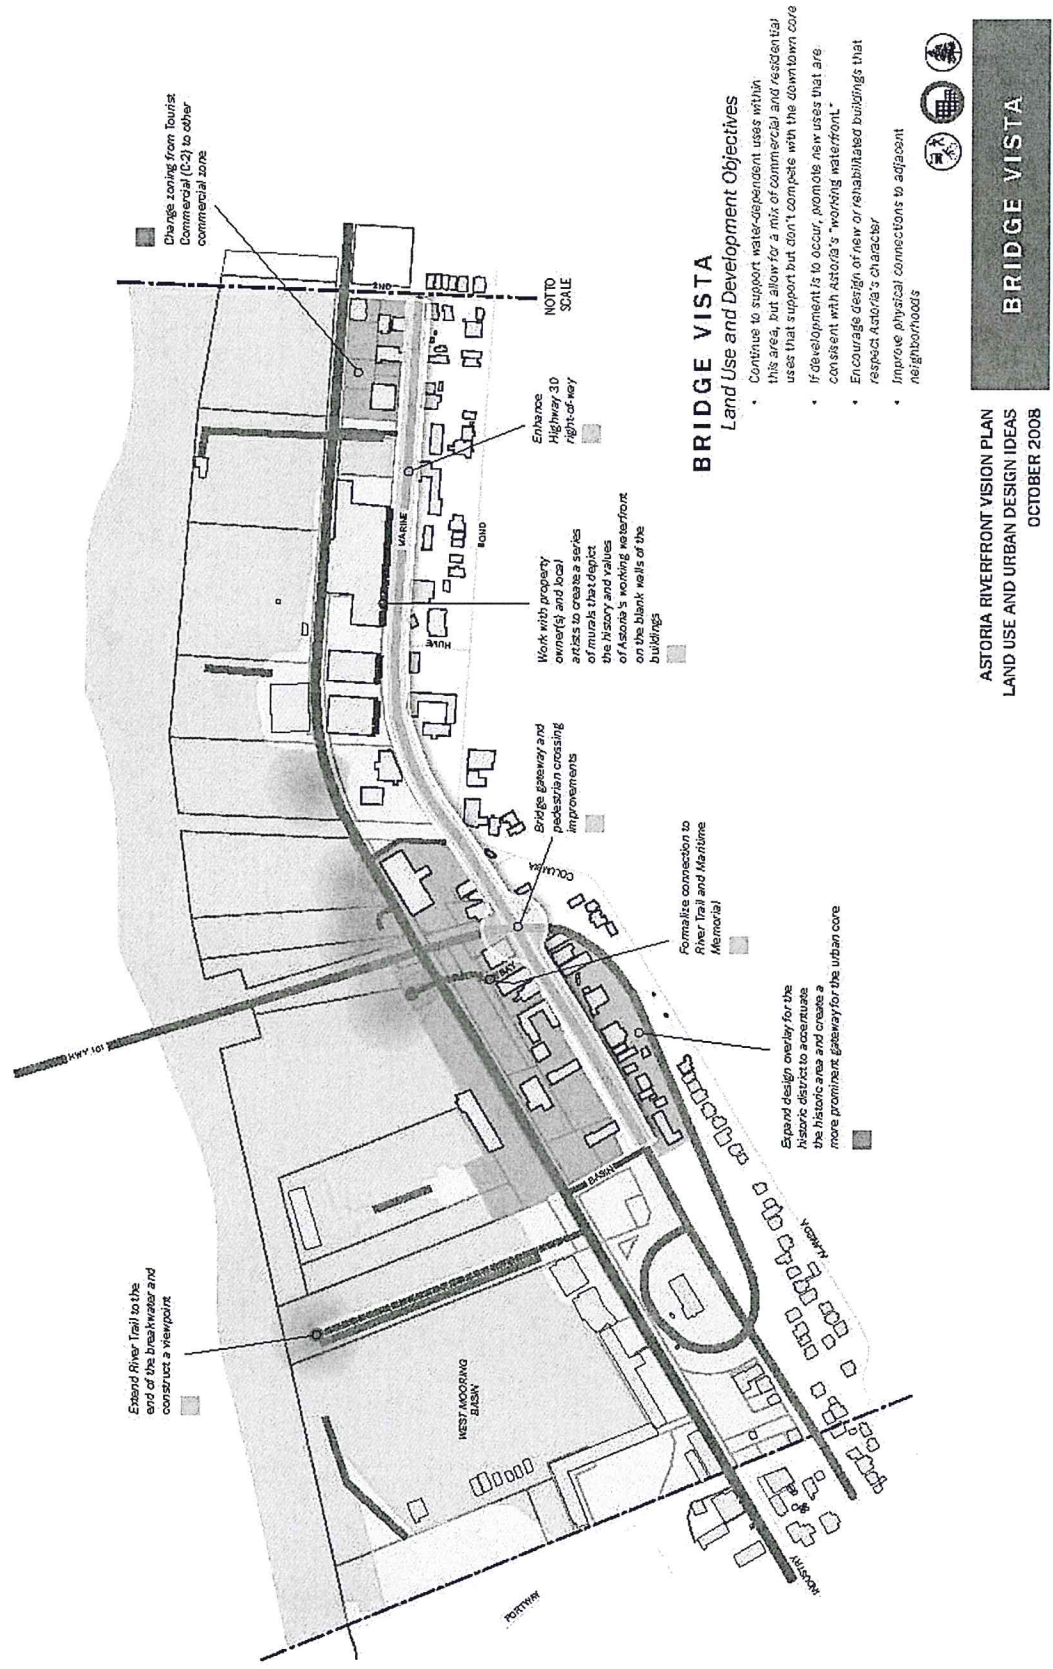 Change zoning from Tourist
Commercial (C-2) to other
commercial zone
2ND
NOT TO
SCALE
Enhance
Highway 30
right-of-way
MARINE
BOND
Work with property
owner(s) and local
artists to create a series
of murals that depict
the history and values
of Astoria's working waterfront
on the blank walls of the
buildings
HUME
Bridge gateway and
pedestrian crossing
improvements
COLUMBIA
Formalize connection to
River Trail and Maritime
Memorial
BAY
HWY 101
Expand design overlay for the
historic district to accentuate
the historic area and create a
more prominent gateway for the urban core
BASIN
ALAMEDA
Extend River Trail to the
end of the breakwater and
construct a viewpoint
WEST MOORING
BASIN
PORTWAY
INDUSTRY
BRIDGE VISTA
Land Use and Development Objectives
• Continue to support water-dependent uses within
this area, but allow for a mix of commercial and residential
uses that support but don't compete with the downtown core
• If development is to occur, promote new uses that are
consisent with Astoria's "working waterfront."
• Encourage design of new or rehabilitated buildings that
respect Astoria's character
• Improve physical connections to adjacent
neighborhoods
ASTORIA RIVERFRONT VISION PLAN
LAND USE AND URBAN DESIGN IDEAS
OCTOBER 2008
BRIDGE VISTA